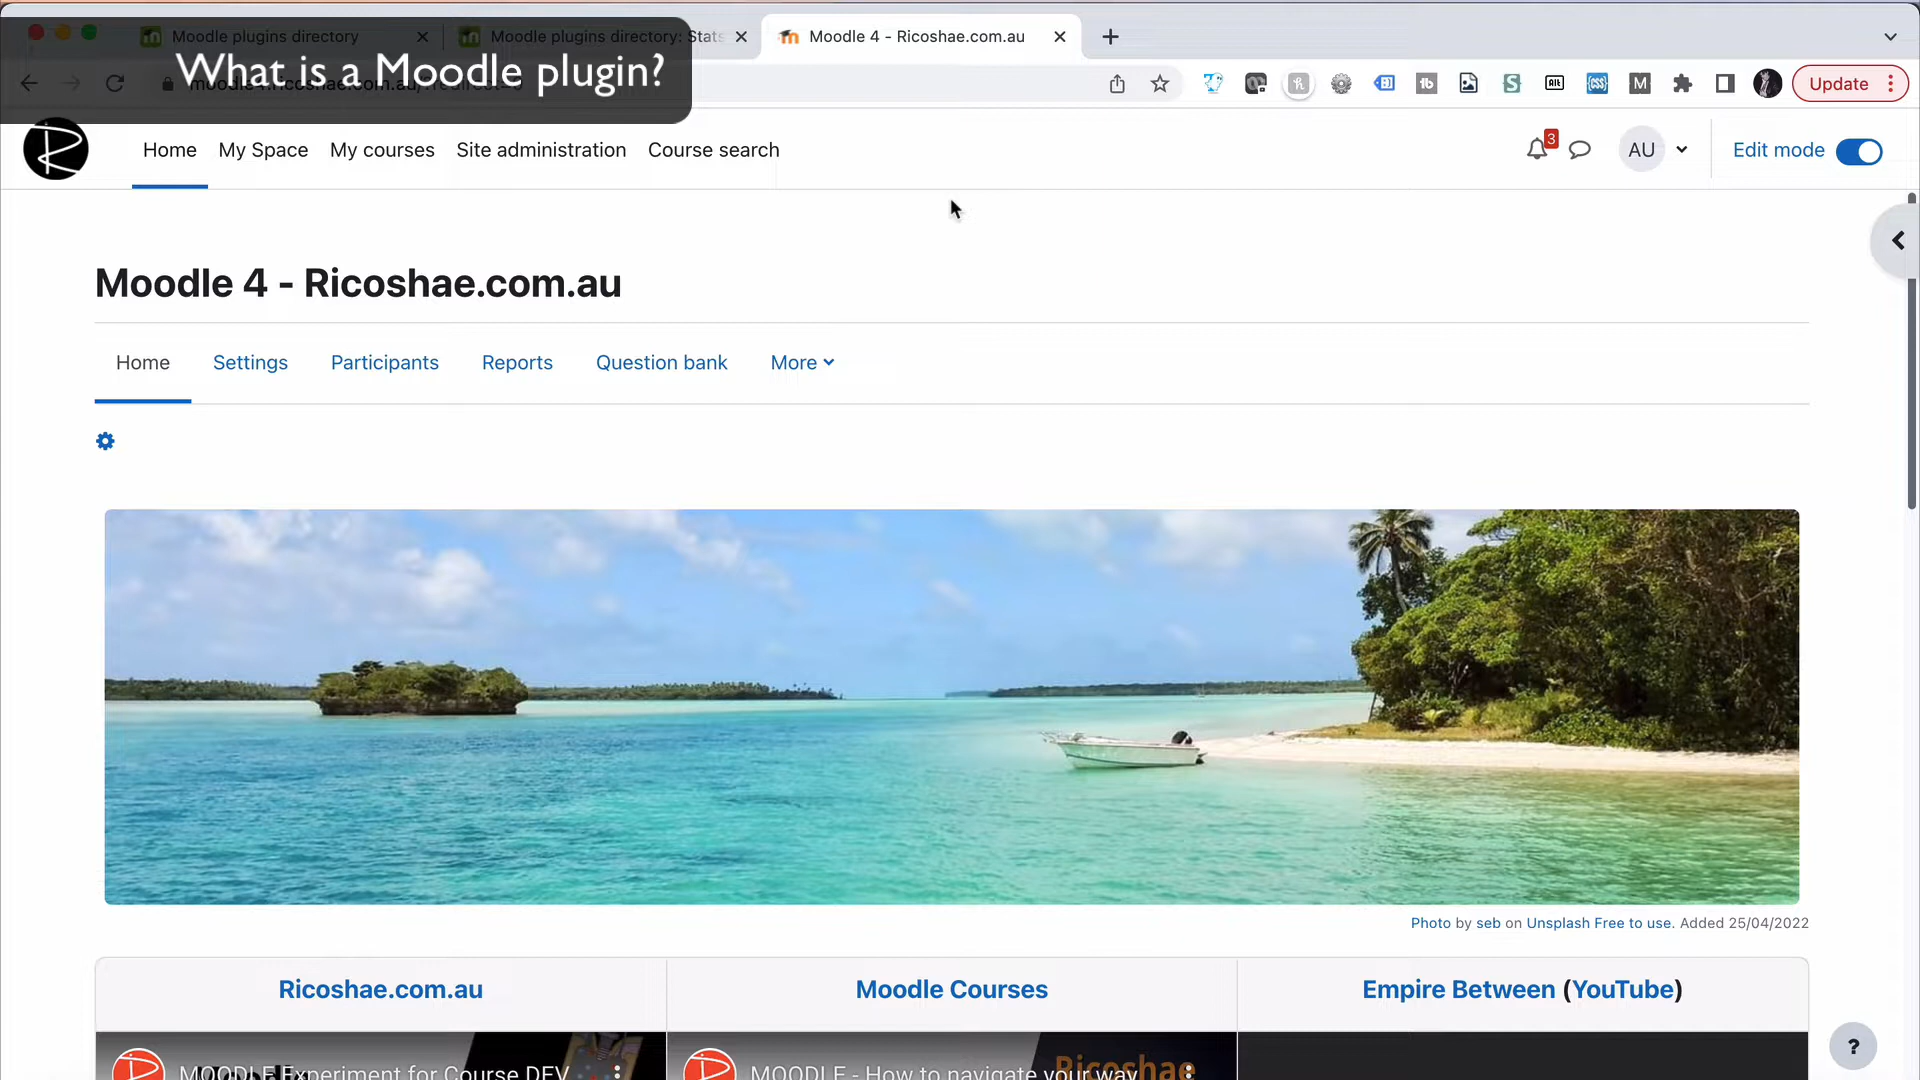 Moodle plugins directory
Moodle plugins directory: Stats
Moodle 4 - Ricoshae.com.au
What is a Moodle plugin?
Update
Home
My Space
My courses
Site administration
Course search
3
AU
Edit mode
Moodle 4 - Ricoshae.com.au
Home
Settings
Participants
Reports
Question bank
More
Photo by seb on Unsplash Free to use. Added 25/04/2022
Ricoshae.com.au
Moodle Courses
Empire Between (YouTube)
MOODLE Experiment for Course DEV
MOODLE - How to navigate your way
Ricoshae
?